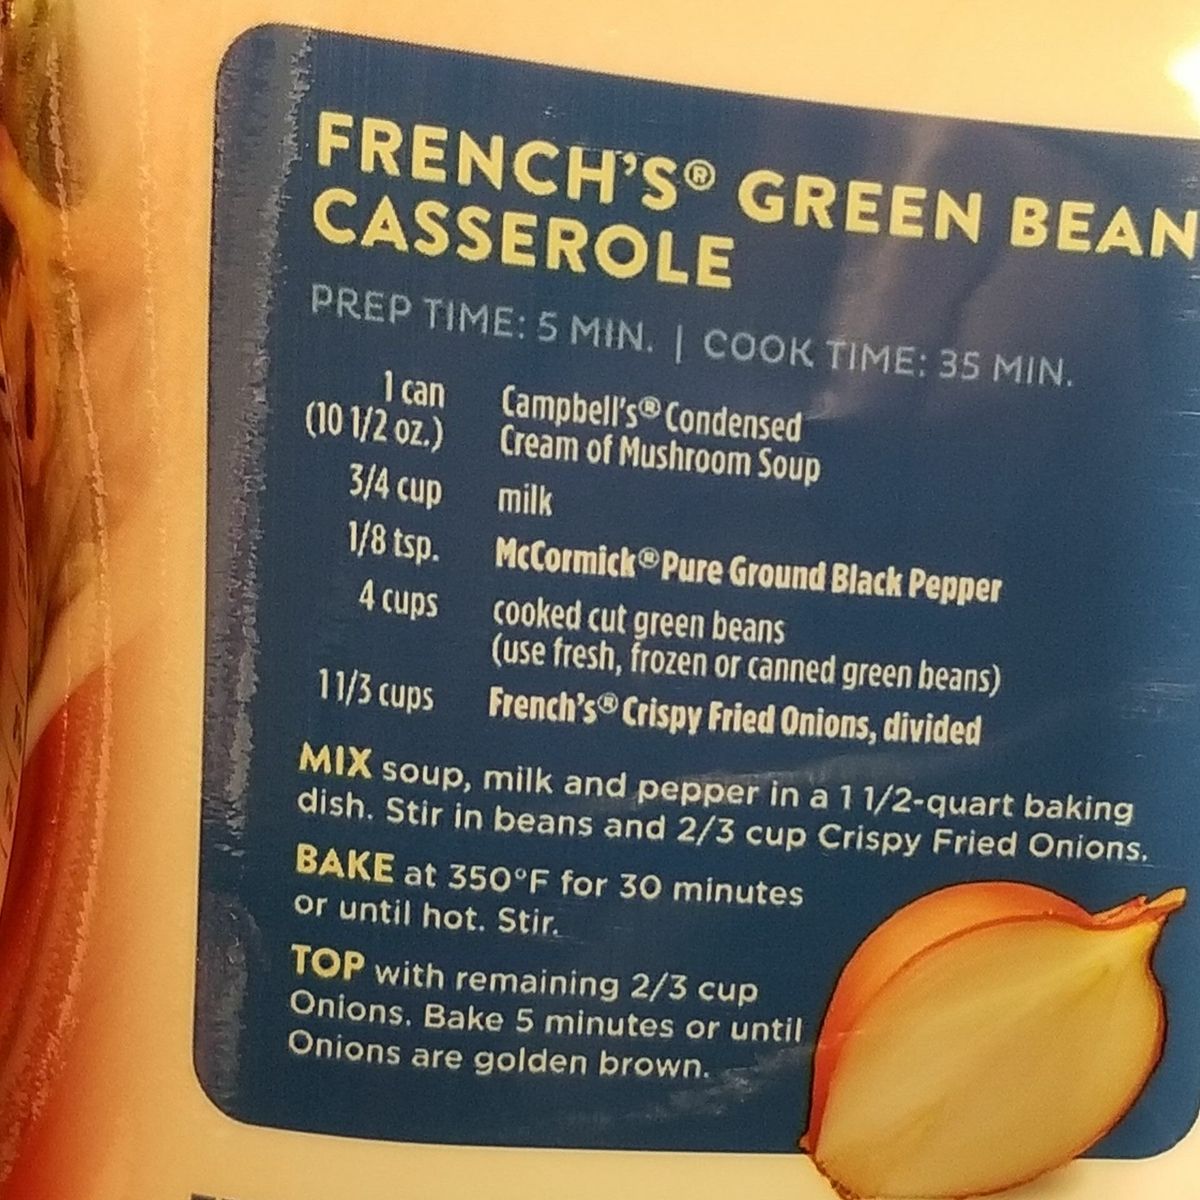 FRENCH'S® GREEN BEAN
CASSEROLE
PREP TIME: 5 MIN. | COOK TIME: 35 MIN.
1 can Campbell's® Condensed
(10 1/2 oz.) Cream of Mushroom Soup
3/4 cup milk
1/8 tsp. McCormick® Pure Ground Black Pepper
4 cups cooked cut green beans
(use fresh, frozen or canned green beans)
1 1/3 cups French's® Crispy Fried Onions, divided
MIX soup, milk and pepper in a 1 1/2-quart baking
dish. Stir in beans and 2/3 cup Crispy Fried Onions.
BAKE at 350°F for 30 minutes
or until hot. Stir.
TOP with remaining 2/3 cup
Onions. Bake 5 minutes or until
Onions are golden brown.